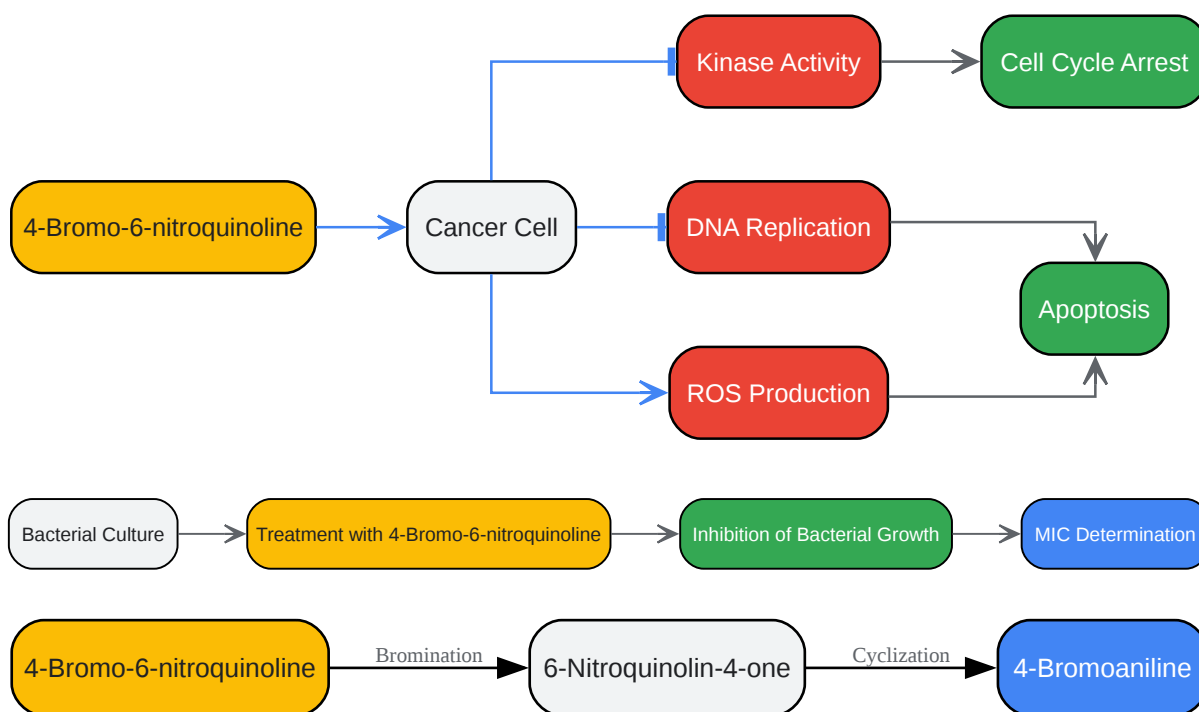 Kinase Activity
Cell Cycle Arrest
4-Bromo-6-nitroquinoline
Cancer Cell
DNA Replication
Apoptosis
ROS Production
Bacterial Culture
Treatment with 4-Bromo-6-nitroquinoline
Inhibition of Bacterial Growth
MIC Determination
4-Bromo-6-nitroquinoline
Bromination
6-Nitroquinolin-4-one
Cyclization
4-Bromoaniline